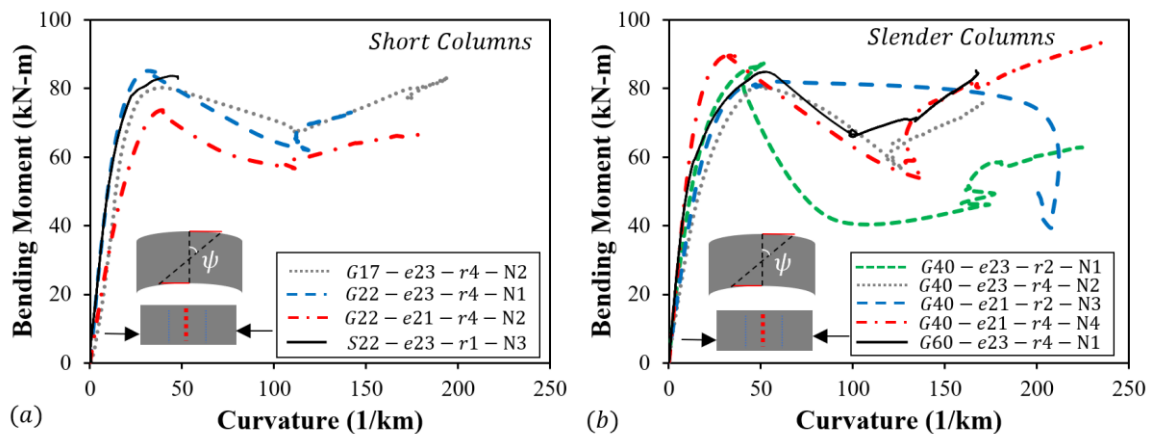 100
80
60
40
20
0
Bending Moment (kN-m)
Short Columns
ψ
G17 − e23 − r4 − N2
G22 − e23 − r4 − N1
G22 − e21 − r4 − N2
S22 − e23 − r1 − N3
0 50 100 150 200 250
(a) Curvature (1/km)
100
80
60
40
20
0
Bending Moment (kN-m)
Slender Columns
ψ
G40 − e23 − r2 − N1
G40 − e23 − r4 − N2
G40 − e21 − r2 − N3
G40 − e21 − r4 − N4
G60 − e23 − r4 − N1
0 50 100 150 200 250
(b) Curvature (1/km)